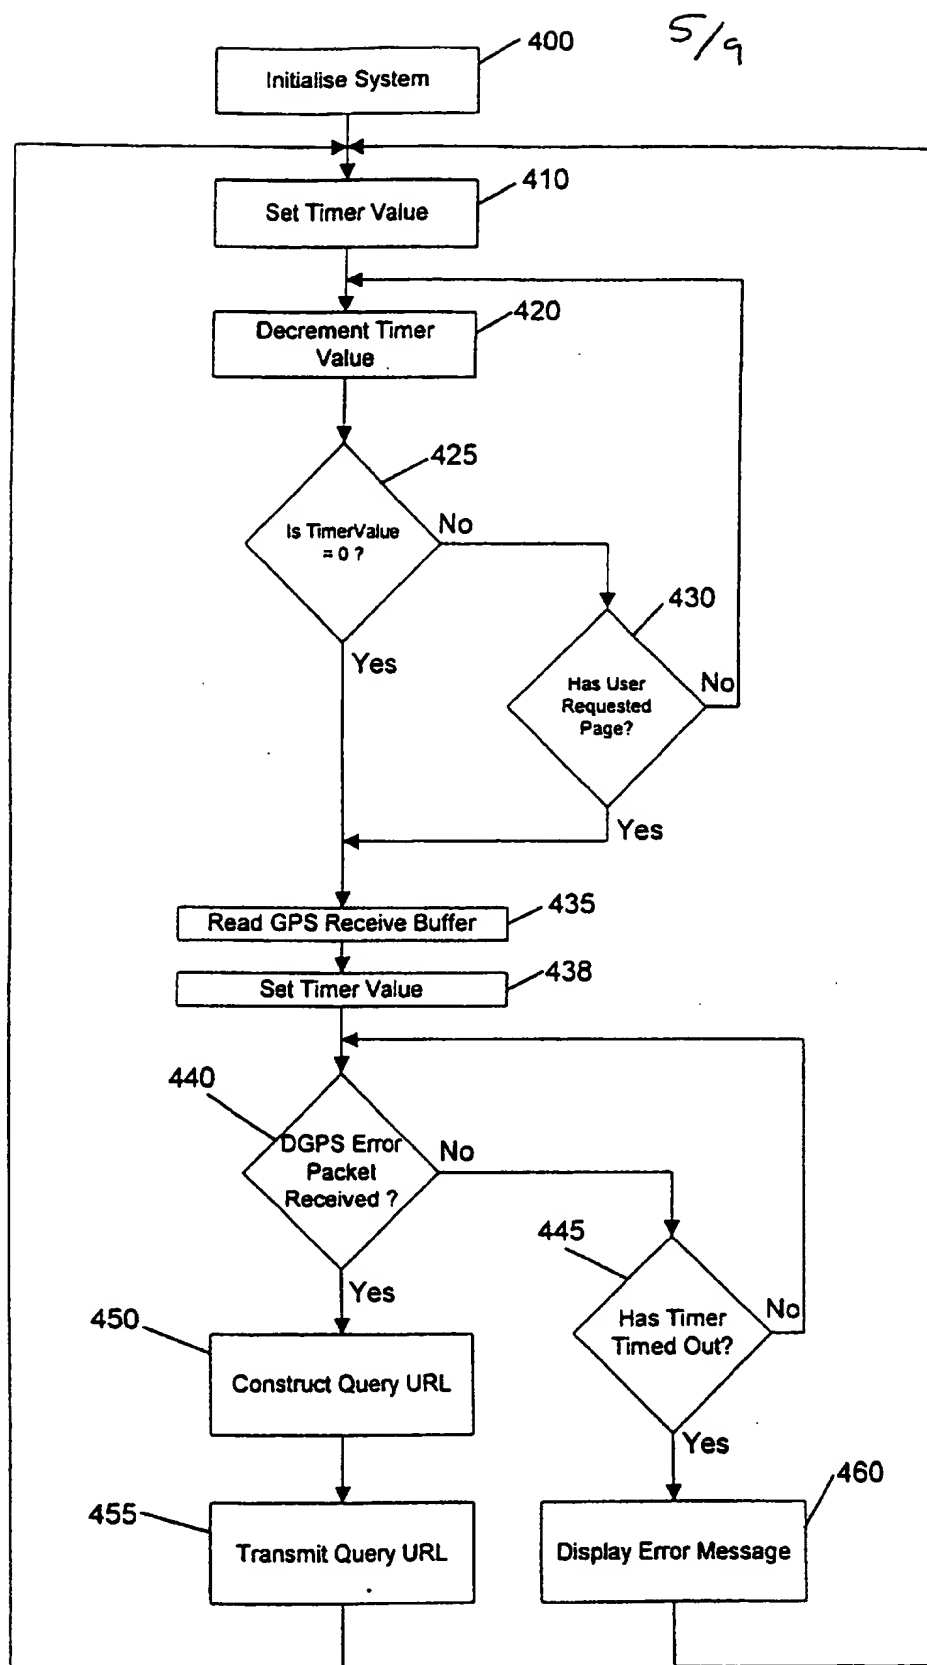 5/9
400
Initialise System
410
Set Timer Value
420
Decrement Timer
Value
425
Is TimerValue
= 0 ?
No
430
Has User
Requested
Page?
No
Yes
Yes
435
Read GPS Receive Buffer
438
Set Timer Value
440
DGPS Error
Packet
Received ?
No
445
Has Timer
Timed Out?
No
Yes
450
Construct Query URL
Yes
460
455
Transmit Query URL
Display Error Message